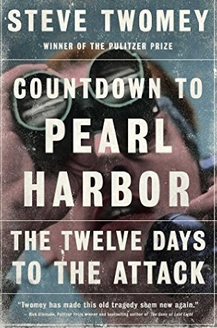 STEVE TWOMEY
WINNER OF THE PULITZER PRIZE
COUNTDOWN TO
PEARL
HARBOR
THE TWELVE DAYS
TO THE ATTACK
"Twomey has made this old tragedy seem new again."
—Rick Atkinson, Pulitzer Prize winner and bestselling author of The Guns at Last Light